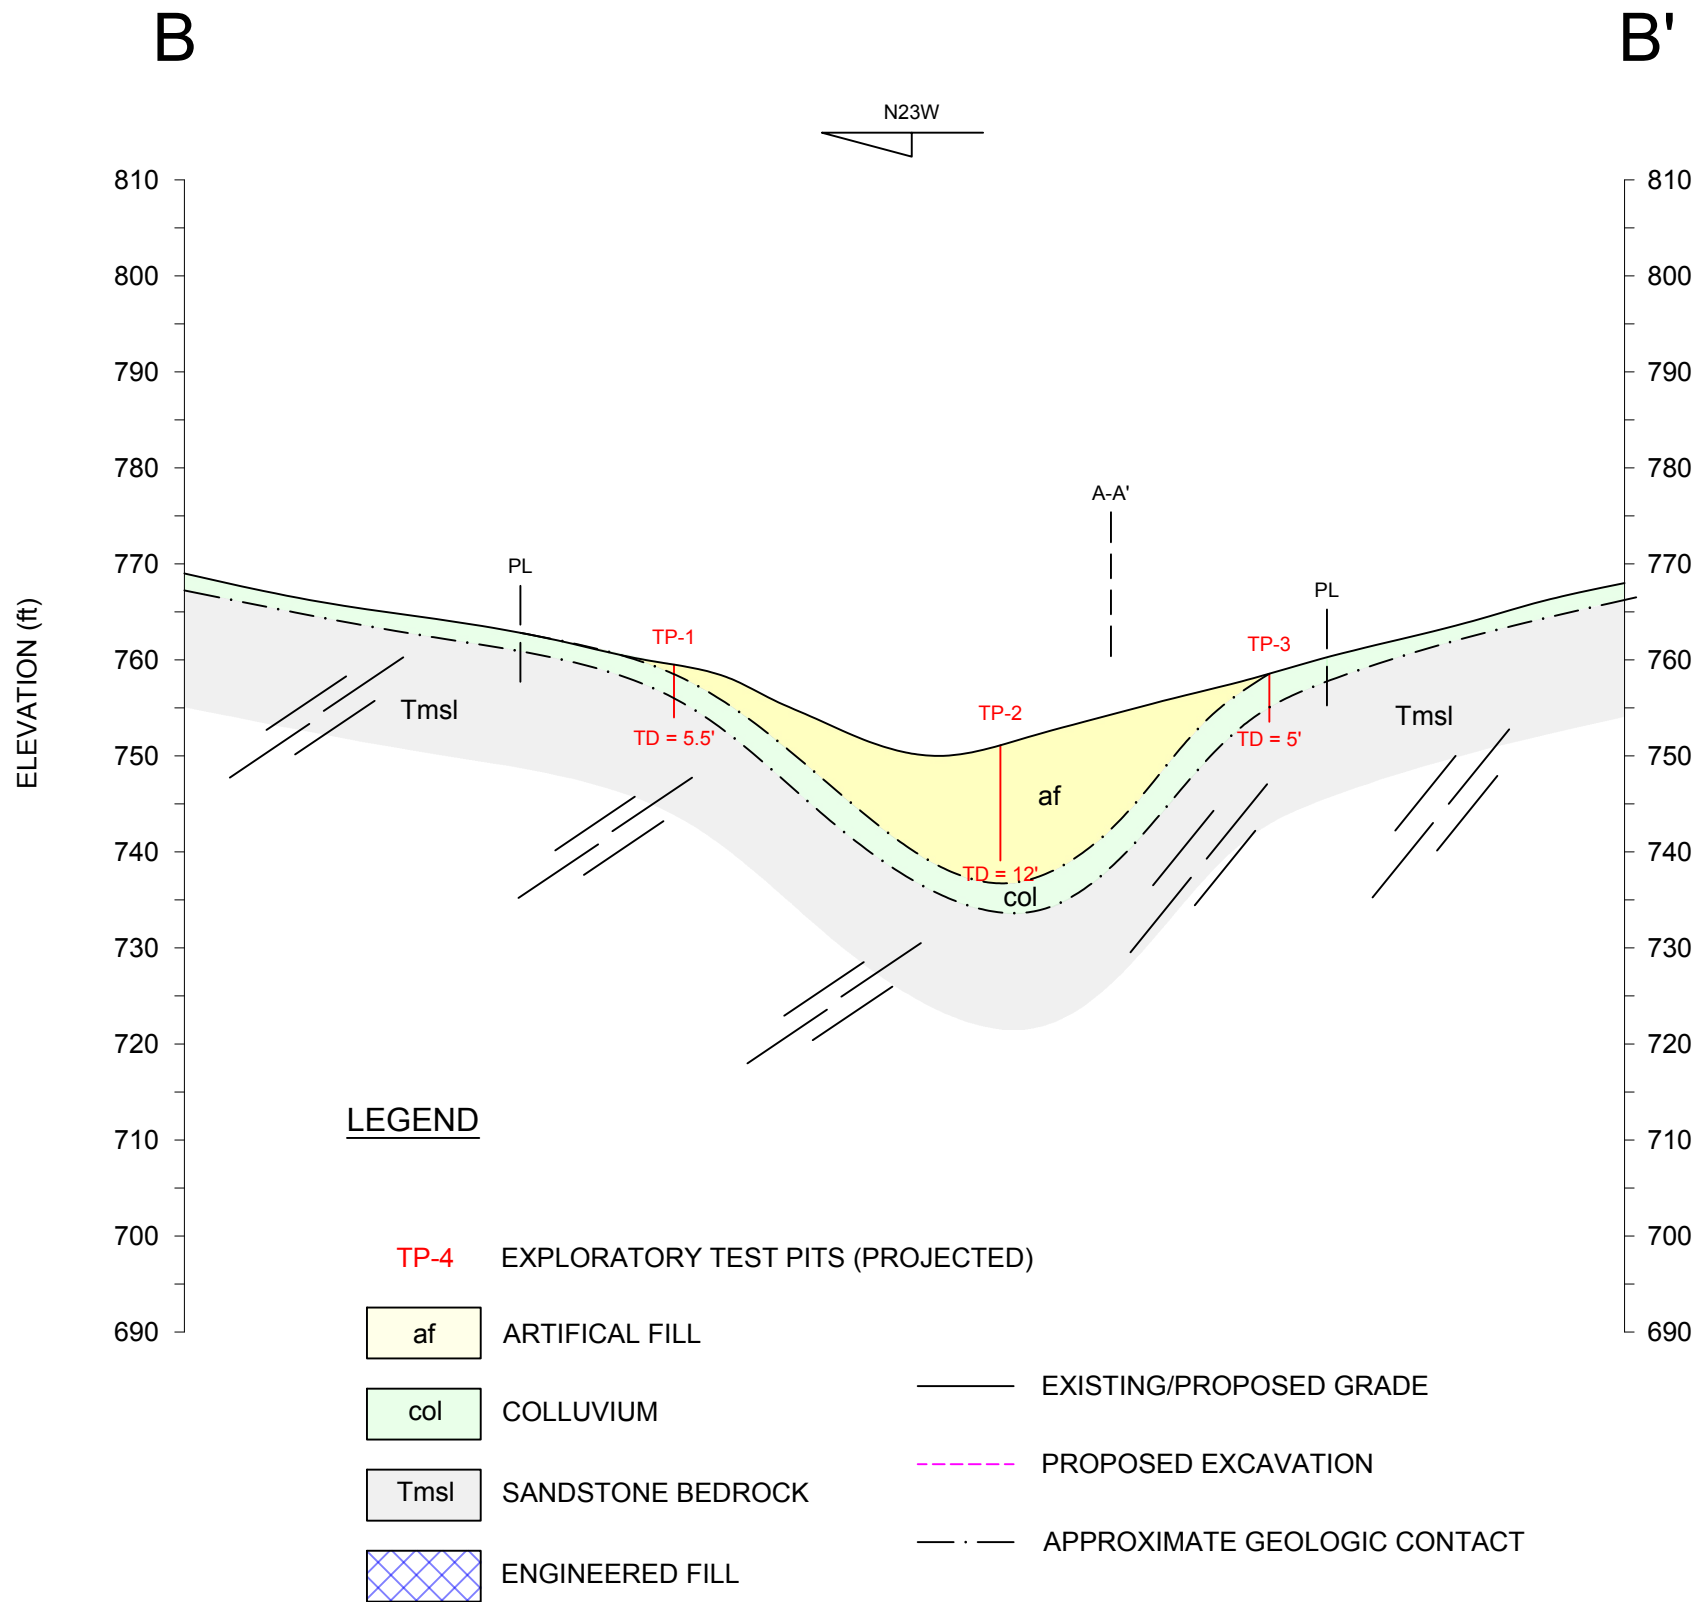 B B'
N23W
810 810
800 800
790 790
780 780
A-A'
770 770
PL PL
ELEVATION (ft)
760 TP-1 TP-3 760
Tmsl TP-2 Tmsl
TD = 5.5' TD = 5'
750 750
af
740 740
TD = 12'
col
730 730
720 720
LEGEND
710 710
700 700
690 690
TP-4 EXPLORATORY TEST PITS (PROJECTED)
af ARTIFICAL FILL
col COLLUVIUM
Tmsl SANDSTONE BEDROCK
ENGINEERED FILL
EXISTING/PROPOSED GRADE
PROPOSED EXCAVATION
APPROXIMATE GEOLOGIC CONTACT